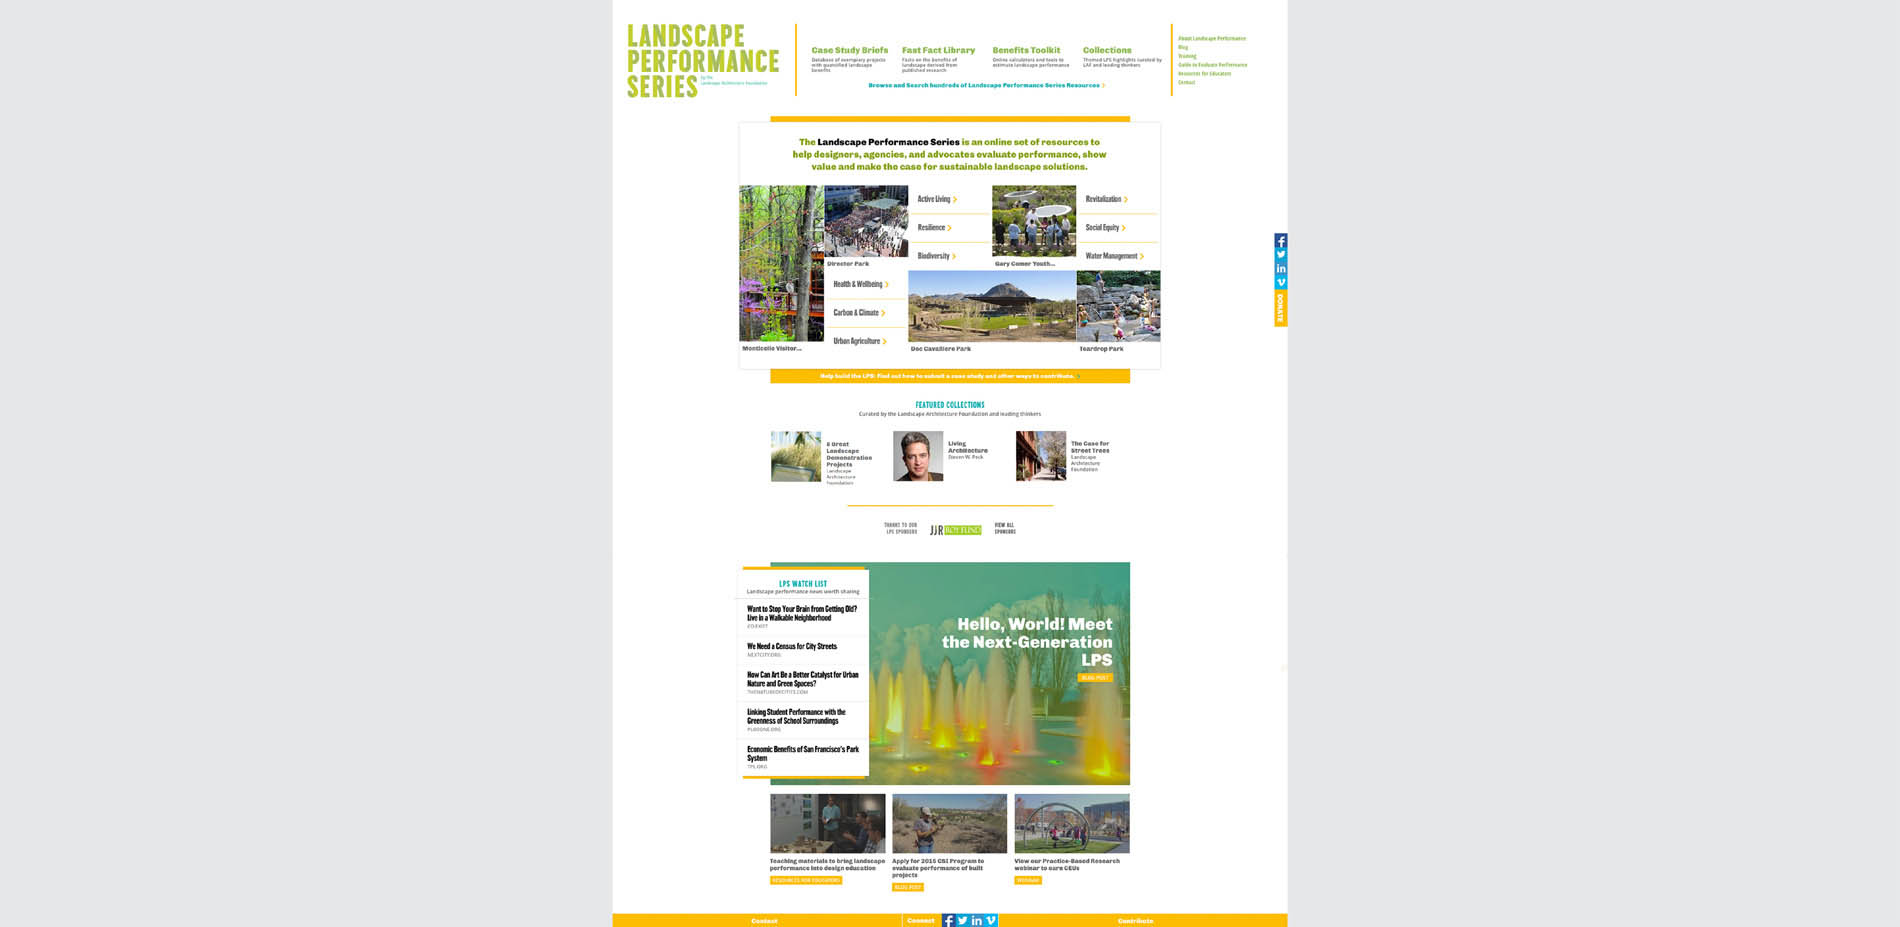 LANDSCAPE
PERFORMANCE
SERIES
by the
Landscape Architecture Foundation
Case Study Briefs
Database of exemplary projects
with quantified landscape
benefits
Fast Fact Library
Facts on the benefits of
landscape derived from
published research
Benefits Toolkit
Online calculators and tools to
estimate landscape performance
Collections
Themed LPS highlights curated by
LAF and leading thinkers
Browse and Search hundreds of Landscape Performance Series Resources
About Landscape Performance
Blog
Training
Guide to Evaluate Performance
Resources for Educators
Contact
The Landscape Performance Series is an online set of resources to
help designers, agencies, and advocates evaluate performance, show
value and make the case for sustainable landscape solutions.
Active Living
Resilience
Biodiversity
Revitalization
Social Equity
Water Management
Director Park
Gary Comer Youth...
Health & Wellbeing
Carbon & Climate
Urban Agriculture
Monticello Visitor...
Doc Cavalliere Park
Teardrop Park
Help build the LPS: Find out how to submit a case study and other ways to contribute.
DONATE
FEATURED COLLECTIONS
Curated by the Landscape Architecture Foundation and leading thinkers
Great
Landscape
Demonstration
Projects
Landscape
Architecture
Foundation
Living
Architecture
Steven W. Peck
The Case for
Street Trees
Landscape
Architecture
Foundation
THANKS TO OUR
LPS SPONSORS
JJR ROY FUND
VIEW ALL
SPONSORS
LPS WATCH LIST
Landscape performance news worth sharing
Want to Stop Your Brain from Getting Old?
Live in a Walkable Neighborhood
CO.EXIST
We Need a Census for City Streets
NEXTCITY.ORG
How Can Art Be a Better Catalyst for Urban
Nature and Green Spaces?
THENATUREOFCITIES.COM
Linking Student Performance with the
Greenness of School Surroundings
PLOSONE.ORG
Economic Benefits of San Francisco's Park
System
TPL.ORG
Hello, World! Meet
the Next-Generation
LPS
BLOG POST
Teaching materials to bring landscape
performance into design education
RESOURCES FOR EDUCATORS
Apply for 2015 CSI Program to
evaluate performance of built
projects
BLOG POST
View our Practice-Based Research
webinar to earn CEUs
WEBINAR
Contact
Connect
Contribute